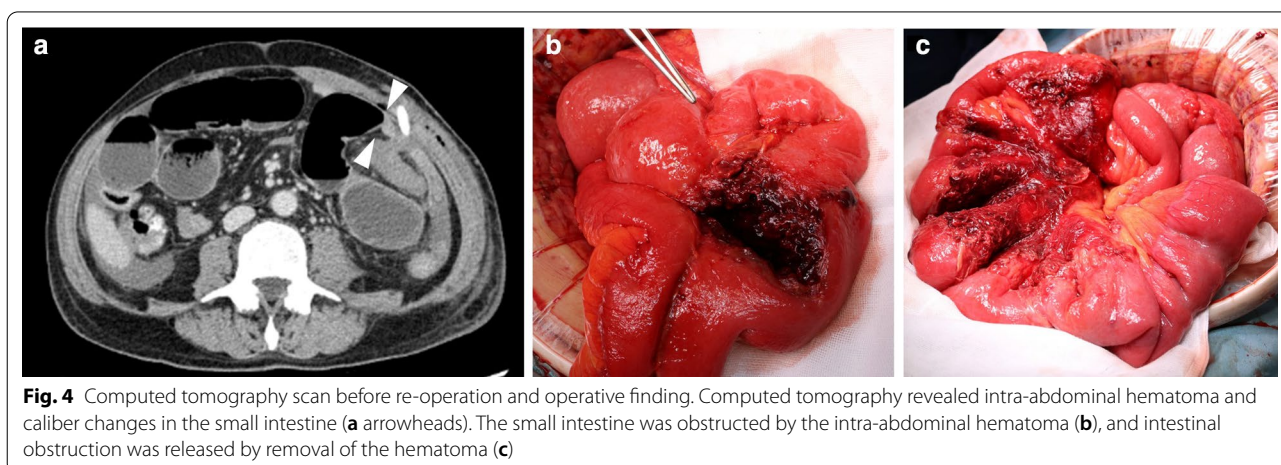 a
b
c
Fig. 4 Computed tomography scan before re-operation and operative finding. Computed tomography revealed intra-abdominal hematoma and
caliber changes in the small intestine (a arrowheads). The small intestine was obstructed by the intra-abdominal hematoma (b), and intestinal
obstruction was released by removal of the hematoma (c)